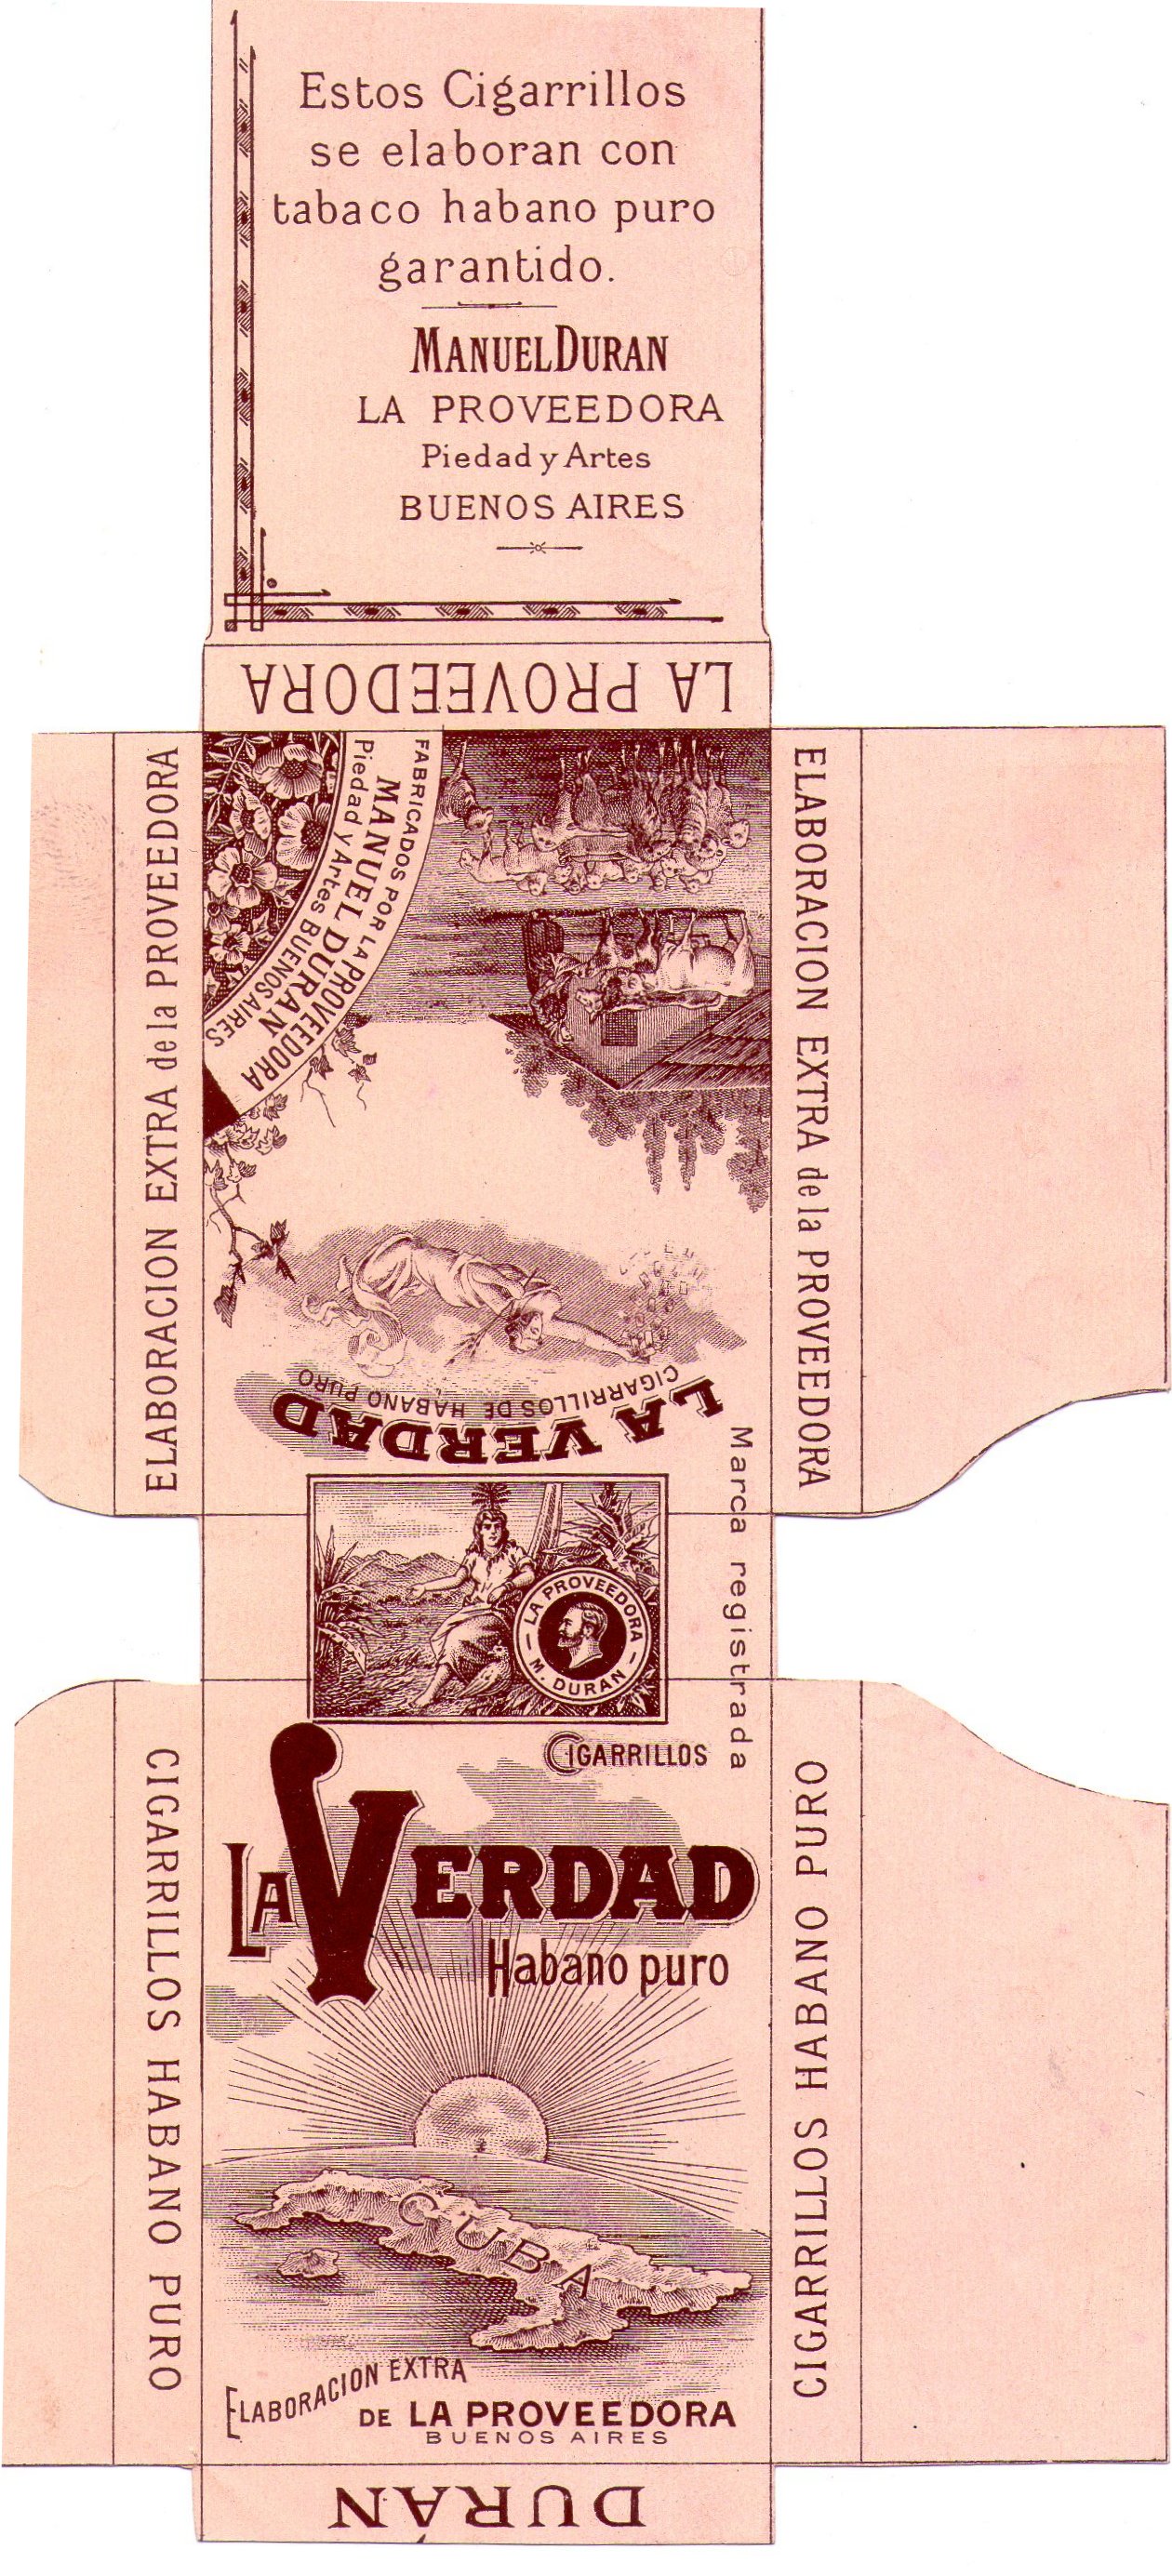 Estos Cigarrillos
se elaboran con
tabaco habano puro
garantido.
MANUEL DURAN
LA PROVEEDORA
Piedad y Artes
BUENOS AIRES
LA PROVEEDORA
ELABORACION EXTRA de la PROVEEDORA
FABRICADOS POR LA PROVEEDORA
MANUEL DURAN
Piedad y Artes BUENOS AIRES
ELABORACION EXTRA de la PROVEEDORA
LA VERDAD
CIGARRILLOS DE HABANO PURO
Marca registrada
LA PROVEEDORA
M. DURAN
CIGARRILLOS
LA VERDAD
Habano puro
CIGARRILLOS HABANO PURO
CIGARRILLOS HABANO PURO
CUBA
ELABORACION EXTRA
DE LA PROVEEDORA
BUENOS AIRES
DURÁN